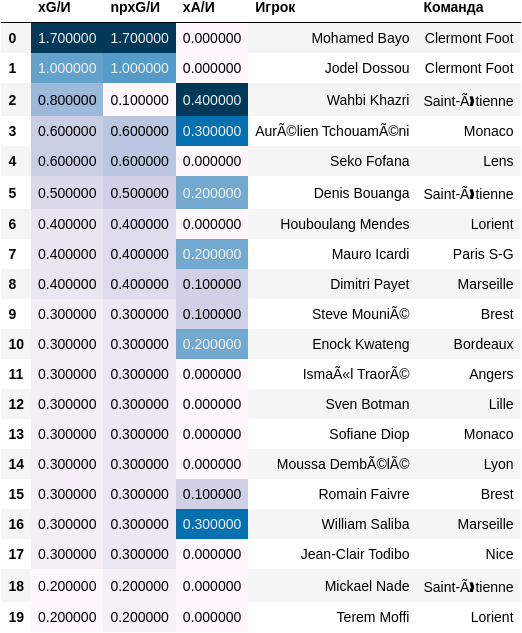 xG/И npxG/И xA/И Игрок Команда
0 1.700000 1.700000 0.000000 Mohamed Bayo Clermont Foot
1 1.000000 1.000000 0.000000 Jodel Dossou Clermont Foot
2 0.800000 0.100000 0.400000 Wahbi Khazri Saint-Ã tienne
3 0.600000 0.600000 0.300000 AurÃ©lien TchouamÃ©ni Monaco
4 0.600000 0.600000 0.000000 Seko Fofana Lens
5 0.500000 0.500000 0.200000 Denis Bouanga Saint-Ã tienne
6 0.400000 0.400000 0.000000 Houboulang Mendes Lorient
7 0.400000 0.400000 0.200000 Mauro Icardi Paris S-G
8 0.400000 0.400000 0.100000 Dimitri Payet Marseille
9 0.300000 0.300000 0.100000 Steve MouniÃ© Brest
10 0.300000 0.300000 0.200000 Enock Kwateng Bordeaux
11 0.300000 0.300000 0.000000 IsmaÃ«l TraorÃ© Angers
12 0.300000 0.300000 0.000000 Sven Botman Lille
13 0.300000 0.300000 0.000000 Sofiane Diop Monaco
14 0.300000 0.300000 0.000000 Moussa DembÃ©lÃ© Lyon
15 0.300000 0.300000 0.100000 Romain Faivre Brest
16 0.300000 0.300000 0.300000 William Saliba Marseille
17 0.300000 0.300000 0.000000 Jean-Clair Todibo Nice
18 0.200000 0.200000 0.000000 Mickael Nade Saint-Ã tienne
19 0.200000 0.200000 0.000000 Terem Moffi Lorient